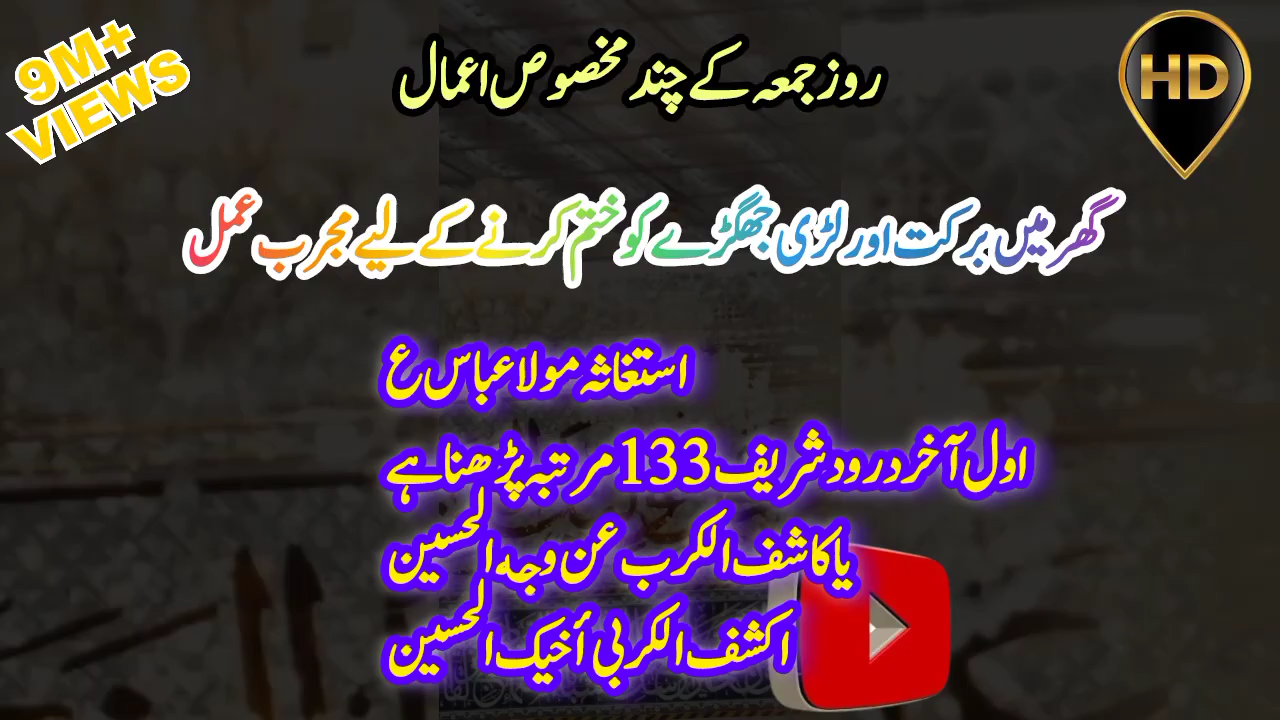 9M+
VIEWS
HD
روز جمعہ کے چند مخصوص اعمال
گھر میں برکت اور لڑی جھگڑے کو ختم کرنے کے لیے مجرب عمل
استغاثہ مولا عباس ع
اول آخر درود شریف 133 مرتبہ پڑھنا ہے
یا کاشف الکرب عن وجہ الحسین
اکشف الکربی أخیک الحسین